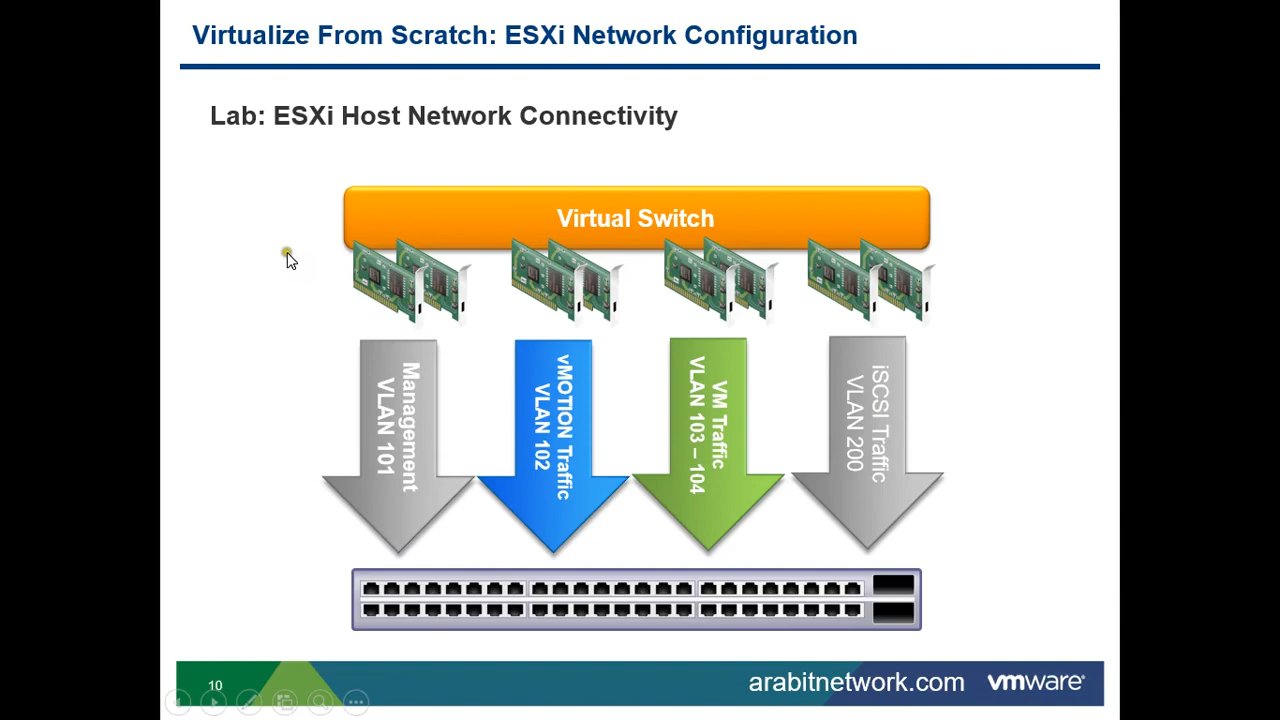 Virtualize From Scratch: ESXi Network Configuration
Lab: ESXi Host Network Connectivity
Virtual Switch
Management
VLAN 101
vMOTION Traffic
VLAN 102
VM Traffic
VLAN 103 – 104
iSCSI Traffic
VLAN 200
10
arabitnetwork.com
vmware®